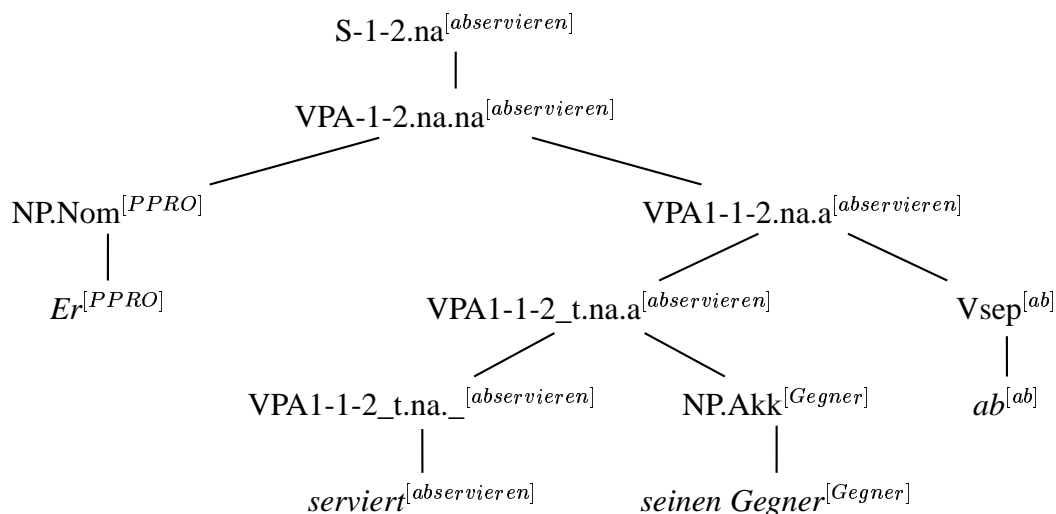 S-1-2.na[abservieren]
VPA-1-2.na.na[abservieren]
NP.Nom[PPRO] VPA1-1-2.na.a[abservieren]
Er[PPRO] VPA1-1-2_t.na.a[abservieren] Vsep[ab]
VPA1-1-2_t.na._[abservieren] NP.Akk[Gegner] ab[ab]
serviert[abservieren] seinen Gegner[Gegner]